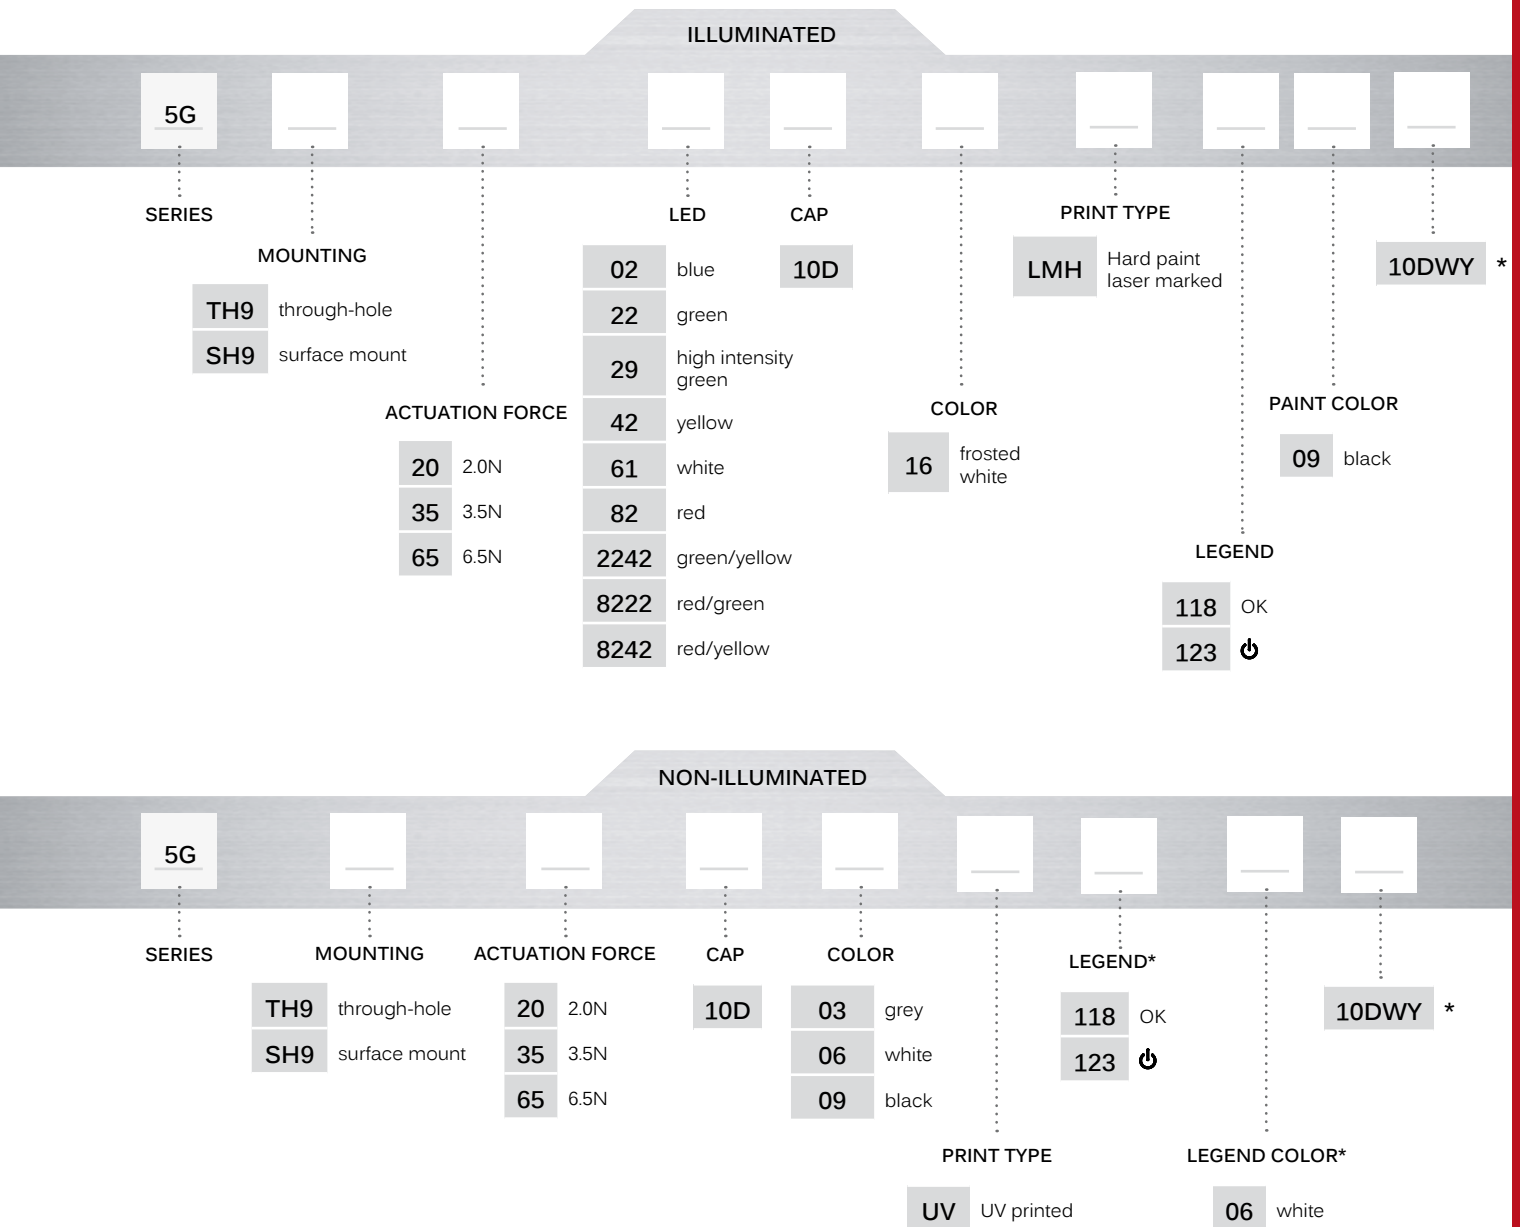 ILLUMINATED
5G
SERIES
MOUNTING
TH9 through-hole
SH9 surface mount
ACTUATION FORCE
20 2.0N
35 3.5N
65 6.5N
LED
02 blue
22 green
29 high intensity
green
42 yellow
61 white
82 red
2242 green/yellow
8222 red/green
8242 red/yellow
CAP
10D
COLOR
16 frosted
white
PRINT TYPE
LMH Hard paint
laser marked
LEGEND
118 OK
123
PAINT COLOR
09 black
10DWY *
NON-ILLUMINATED
5G
SERIES
MOUNTING
TH9 through-hole
SH9 surface mount
ACTUATION FORCE
20 2.0N
35 3.5N
65 6.5N
CAP
10D
COLOR
03 grey
06 white
09 black
PRINT TYPE
UV UV printed
LEGEND*
118 OK
123
LEGEND COLOR*
06 white
10DWY *